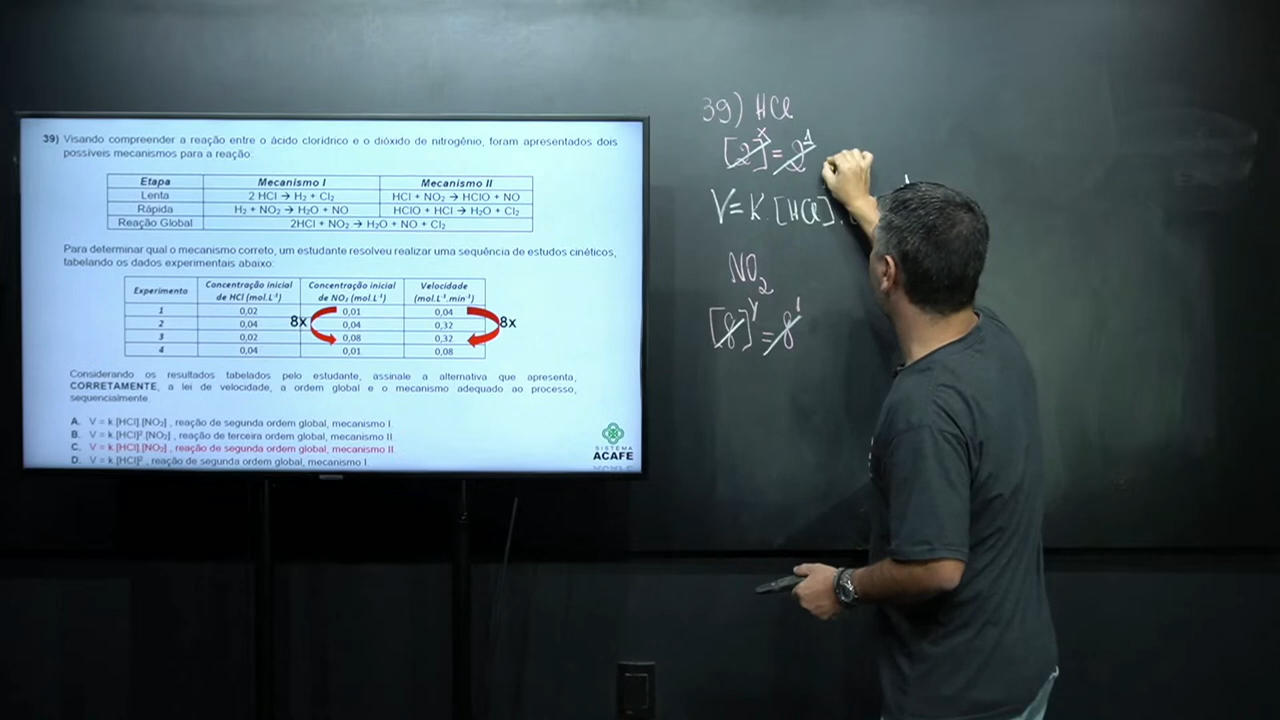 39) Visando compreender a reação entre o ácido clorídrico e o dióxido de nitrogênio, foram apresentados dois
possíveis mecanismos para a reação:
Etapa Mecanismo I Mecanismo II
Lenta 2 HCl → H₂ + Cl₂ HCl + NO₂ → HClO + NO
Rápida H₂ + NO₂ → H₂O + NO HClO + HCl → H₂O + Cl₂
Reação Global 2HCl + NO₂ → H₂O + NO + Cl₂
Para determinar qual o mecanismo correto, um estudante resolveu realizar uma sequência de estudos cinéticos,
tabelando os dados experimentais abaixo:
Experimento Concentração inicial de HCl (mol.L⁻¹) Concentração inicial de NO₂ (mol.L⁻¹) Velocidade (mol.L⁻¹.min⁻¹)
1 0,02 0,01 0,04
2 0,04 0,04 0,32
3 0,02 0,08 0,32
4 0,04 0,01 0,08
8x 8x
Considerando os resultados tabelados pelo estudante, assinale a alternativa que apresenta,
CORRETAMENTE, a lei de velocidade, a ordem global e o mecanismo adequado ao processo,
sequencialmente.
A. V = k [HCl] [NO₂] , reação de segunda ordem global, mecanismo I.
B. V = k [HCl]² [NO₂] , reação de terceira ordem global, mecanismo II.
C. V = k [HCl] [NO₂] , reação de segunda ordem global, mecanismo II.
D. V = k [HCl]² , reação de segunda ordem global, mecanismo I.
SISTEMA
ACAFE
39) HCl
[2]ˣ = 2¹
V = K . [HCl] .
NO₂
[8]ʸ = 8¹